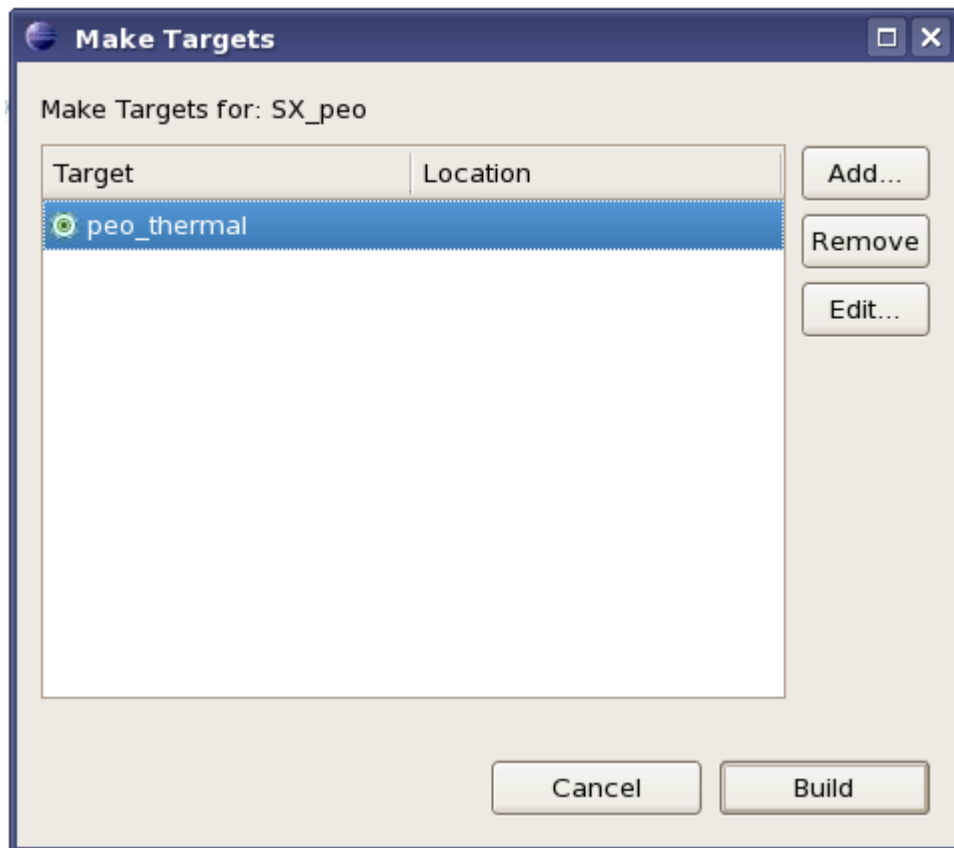 Make Targets
Make Targets for: SX_peo
Target Location
Add...
peo_thermal
Remove
Edit...
Cancel Build